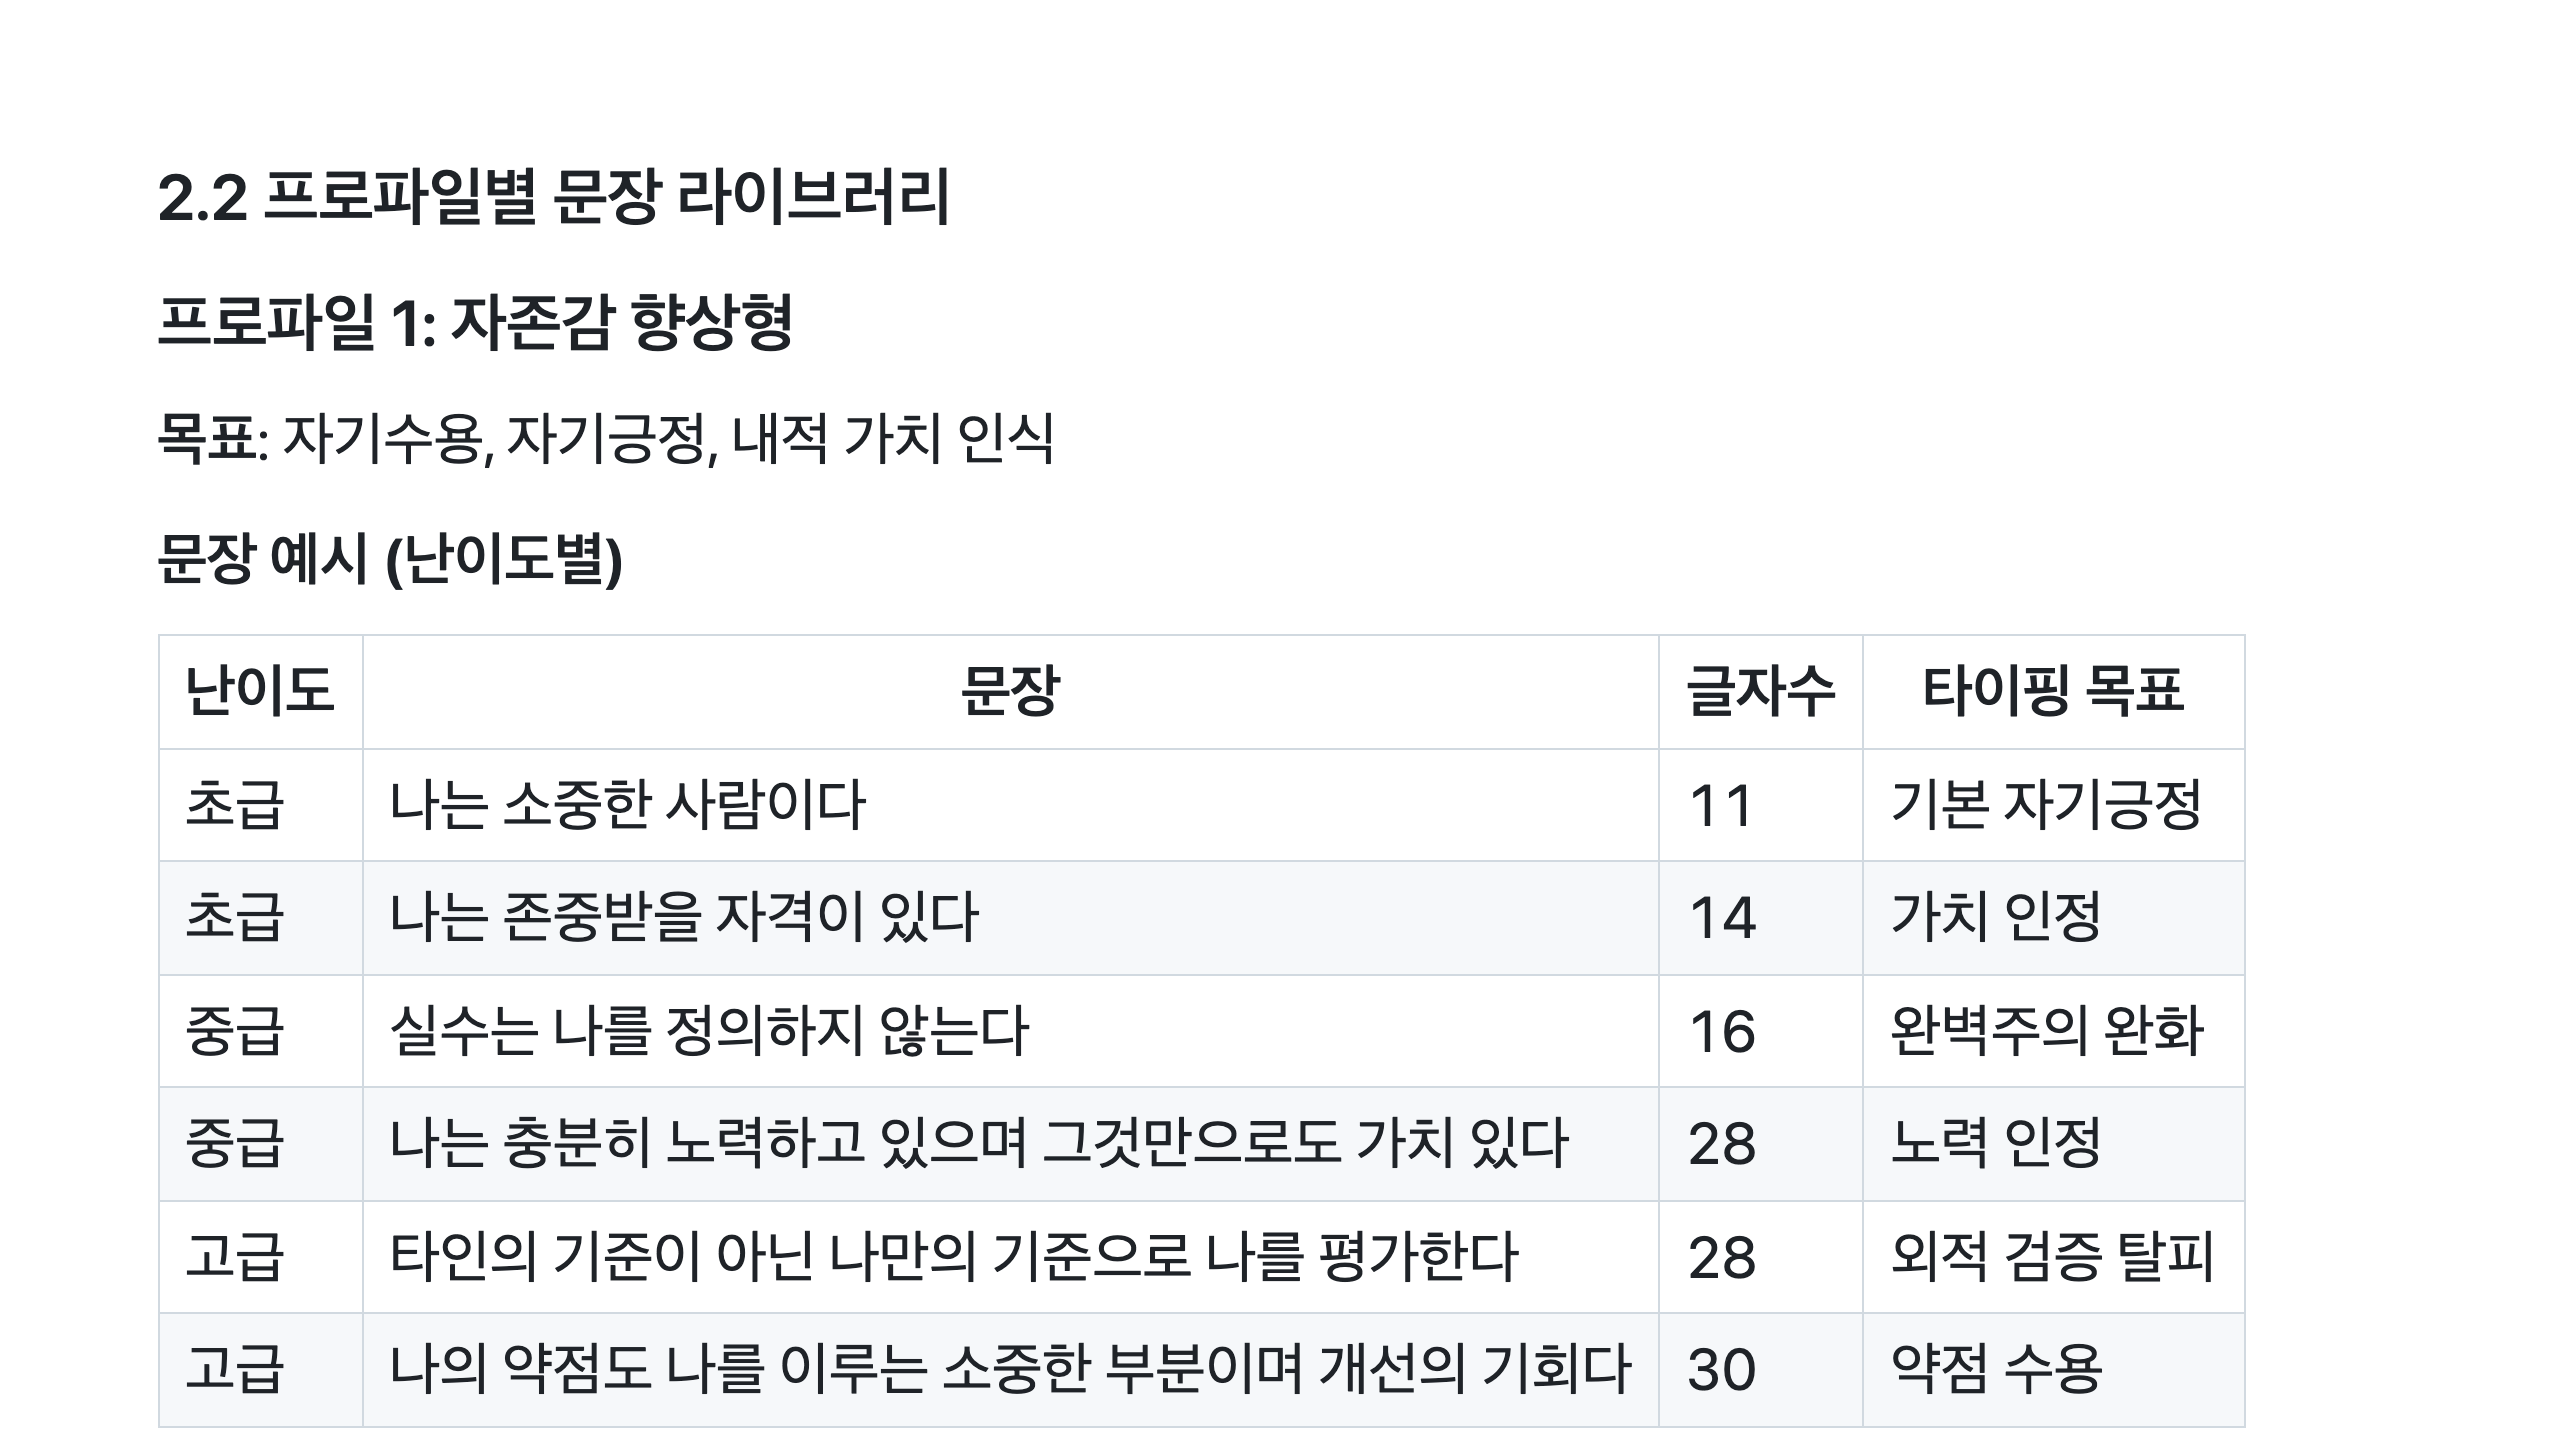 2.2 프로파일별 문장 라이브러리
프로파일 1: 자존감 향상형
목표: 자기수용, 자기긍정, 내적 가치 인식
문장 예시 (난이도별)
난이도 문장 글자수 타이핑 목표
초급 나는 소중한 사람이다 11 기본 자기긍정
초급 나는 존중받을 자격이 있다 14 가치 인정
중급 실수는 나를 정의하지 않는다 16 완벽주의 완화
중급 나는 충분히 노력하고 있으며 그것만으로도 가치 있다 28 노력 인정
고급 타인의 기준이 아닌 나만의 기준으로 나를 평가한다 28 외적 검증 탈피
고급 나의 약점도 나를 이루는 소중한 부분이며 개선의 기회다 30 약점 수용